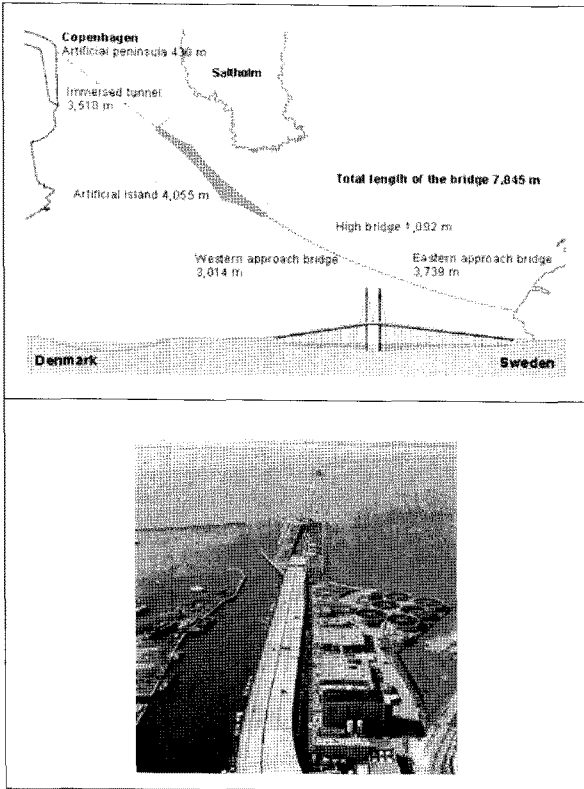 Copenhagen
Artificial peninsula 430 m
Saltholm
Immersed tunnel
3,518 m
Total length of the bridge 7,845 m
Artificial island 4,055 m
High bridge 1,092 m
Western approach bridge
3,014 m
Eastern approach bridge
3,739 m
Denmark
Sweden